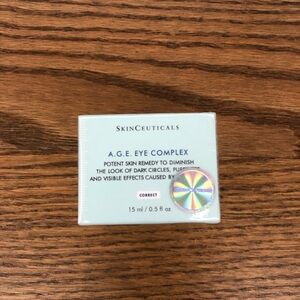 SKINCEUTICALS
A.G.E. EYE COMPLEX
POTENT SKIN REMEDY TO DIMINISH
THE LOOK OF DARK CIRCLES,
AND VISIBLE EFFECTS CAUSED BY
CORRECT
15 ml / 0.5 fl oz